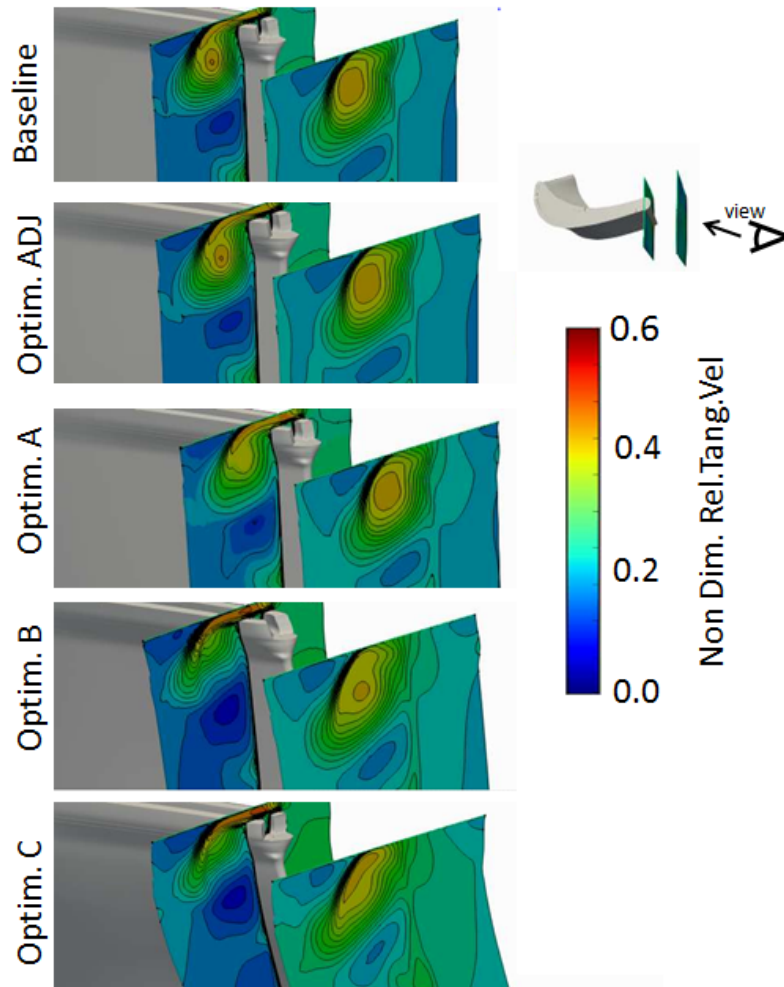 Baseline
Optim. ADJ
Optim. A
Optim. B
Optim. C
view
0.6
0.4
0.2
0.0
Non Dim. Rel.Tang.Vel